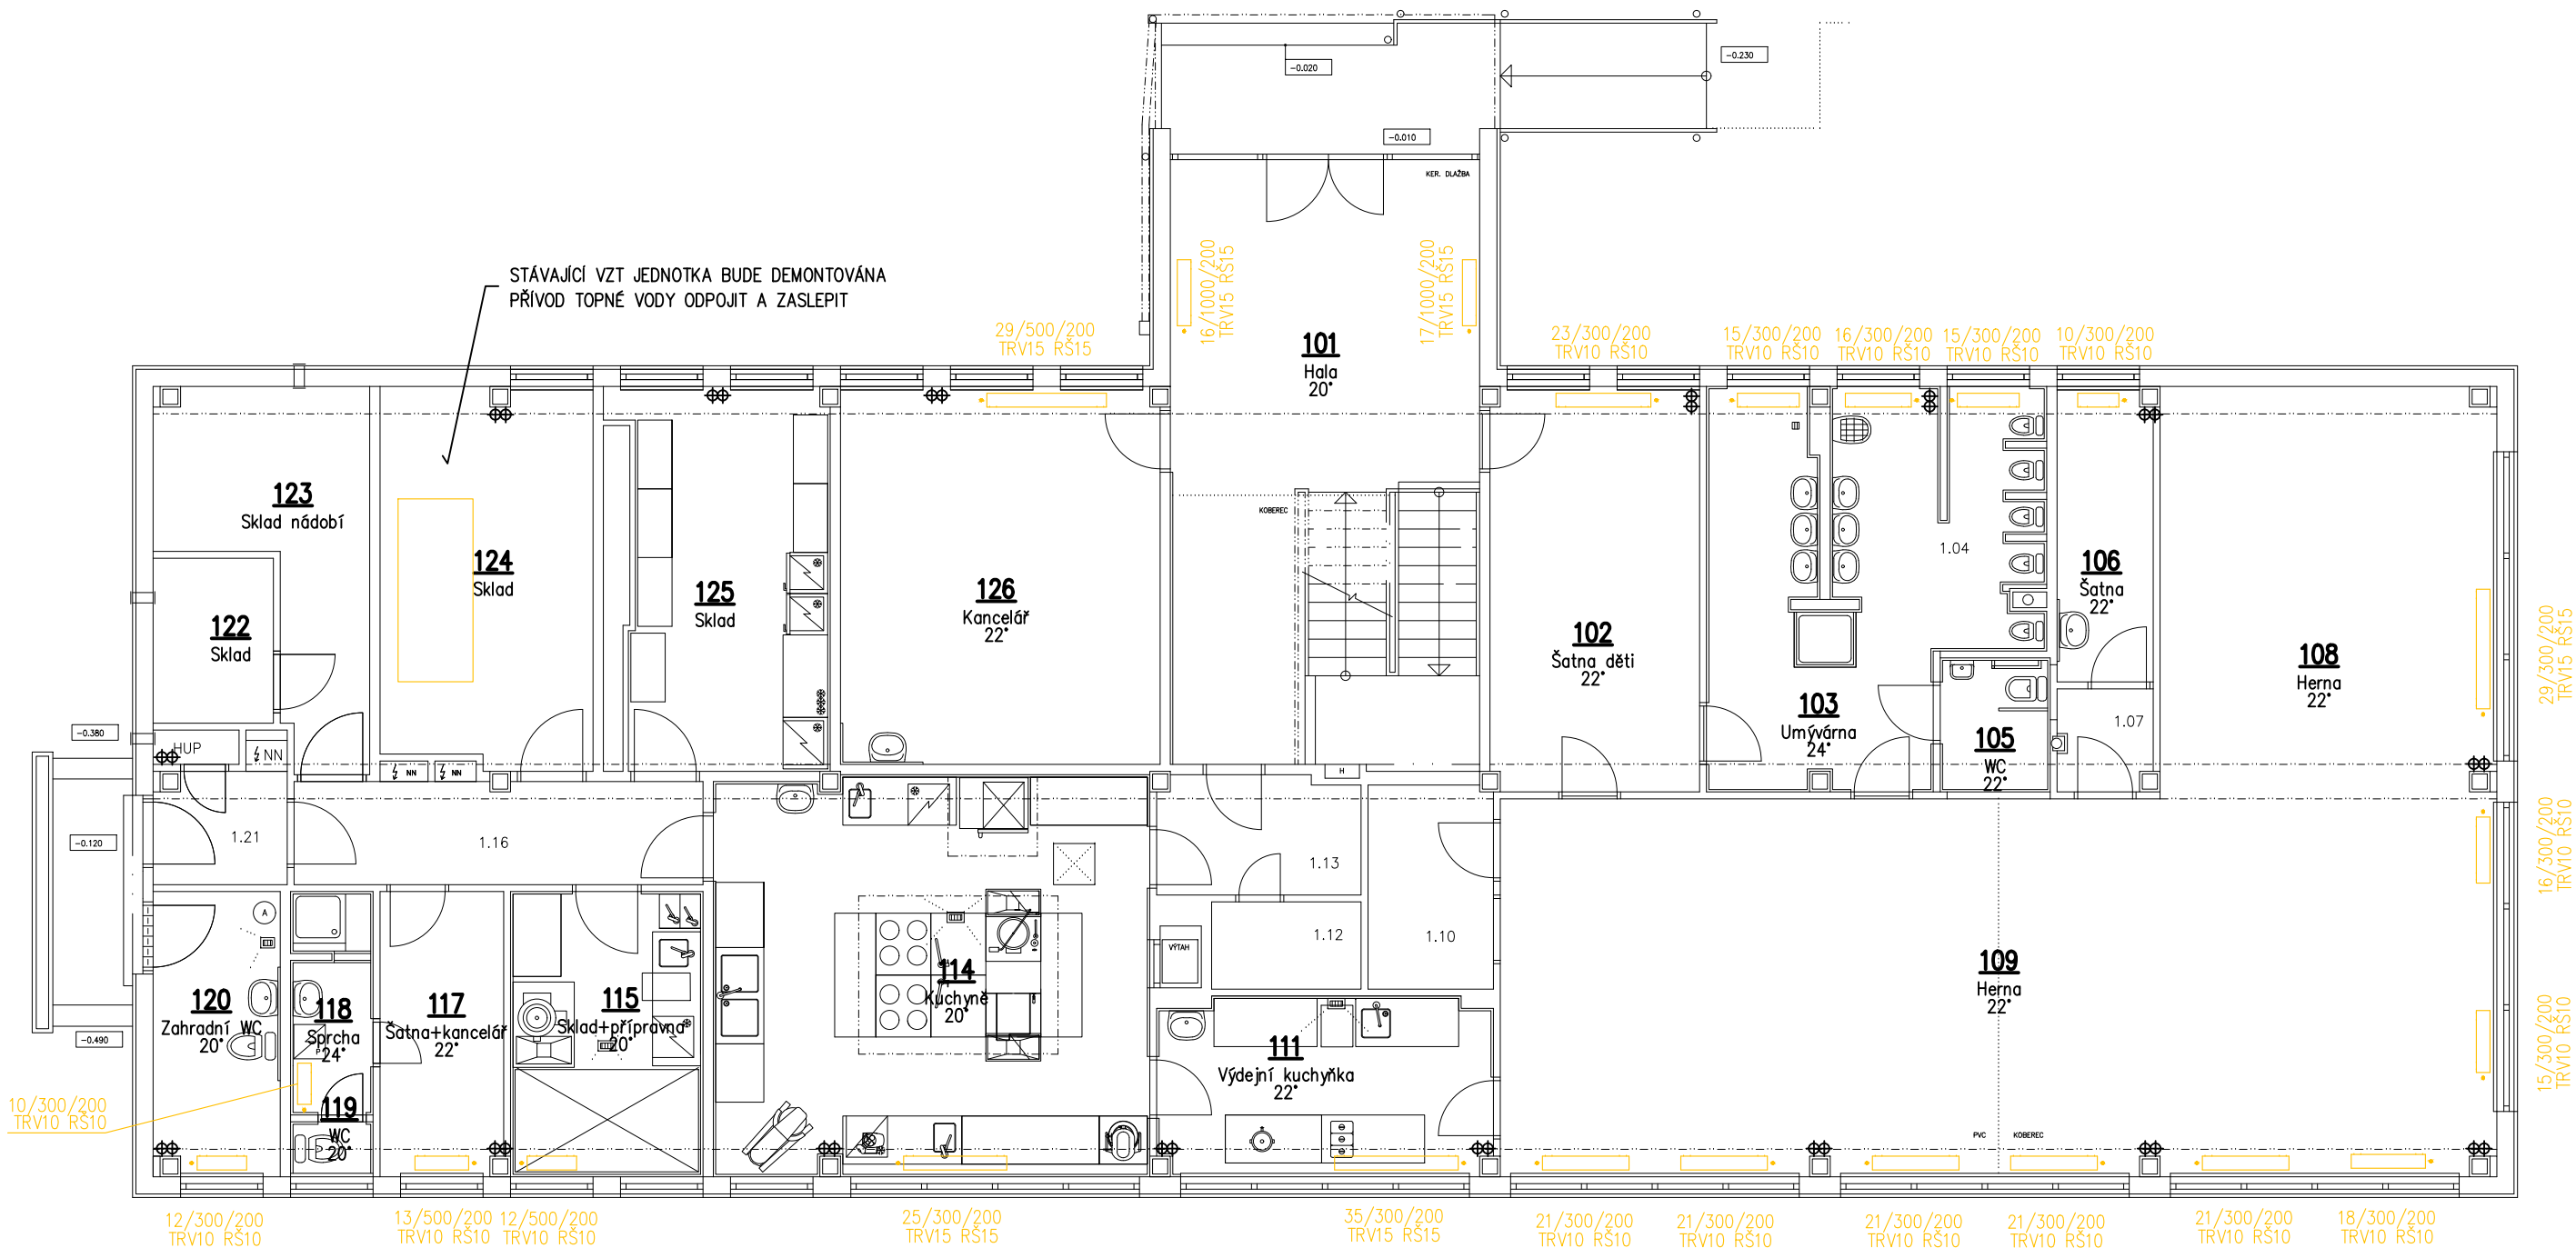 -0.020
-0.230
-0.010
KER. DLAŽBA
STÁVAJÍCÍ VZT JEDNOTKA BUDE DEMONTOVÁNA
PŘÍVOD TOPNÉ VODY ODPOJIT A ZASLEPIT
29/500/200
TRV15 RŠ15
16/1000/200
TRV15 RŠ15
17/1000/200
TRV15 RŠ15
101
Hala
20°
23/300/200
TRV10 RŠ10
15/300/200
TRV10 RŠ10
16/300/200
TRV10 RŠ10
15/300/200
TRV10 RŠ10
10/300/200
TRV10 RŠ10
123
Sklad nádobí
124
Sklad
125
Sklad
126
Kancelář
22°
KOBEREC
102
Šatna děti
22°
1.04
106
Šatna
22°
108
Herna
22°
29/300/200
TRV15 RŠ15
122
Sklad
103
Umývárna
24°
105
WC
22°
1.07
-0.380
HUP
NN
NN
NN
H
-0.120
1.21
1.16
1.13
1.12
1.10
VÝTAH
A
16/300/200
TRV10 RŠ10
109
Herna
22°
120
Zahradní WC
20°
118
Sprcha
24°
P
117
Šatna+kancelář
22°
115
Sklad+přípravna
20°
114
Kuchyně
20°
111
Výdejní kuchyňka
22°
-0.490
15/300/200
TRV10 RŠ10
10/300/200
TRV10 RŠ10
119
WC
20°
PVC
KOBEREC
12/300/200
TRV10 RŠ10
13/500/200
TRV10 RŠ10
12/500/200
TRV10 RŠ10
25/300/200
TRV15 RŠ15
35/300/200
TRV15 RŠ15
21/300/200
TRV10 RŠ10
21/300/200
TRV10 RŠ10
21/300/200
TRV10 RŠ10
21/300/200
TRV10 RŠ10
21/300/200
TRV10 RŠ10
18/300/200
TRV10 RŠ10